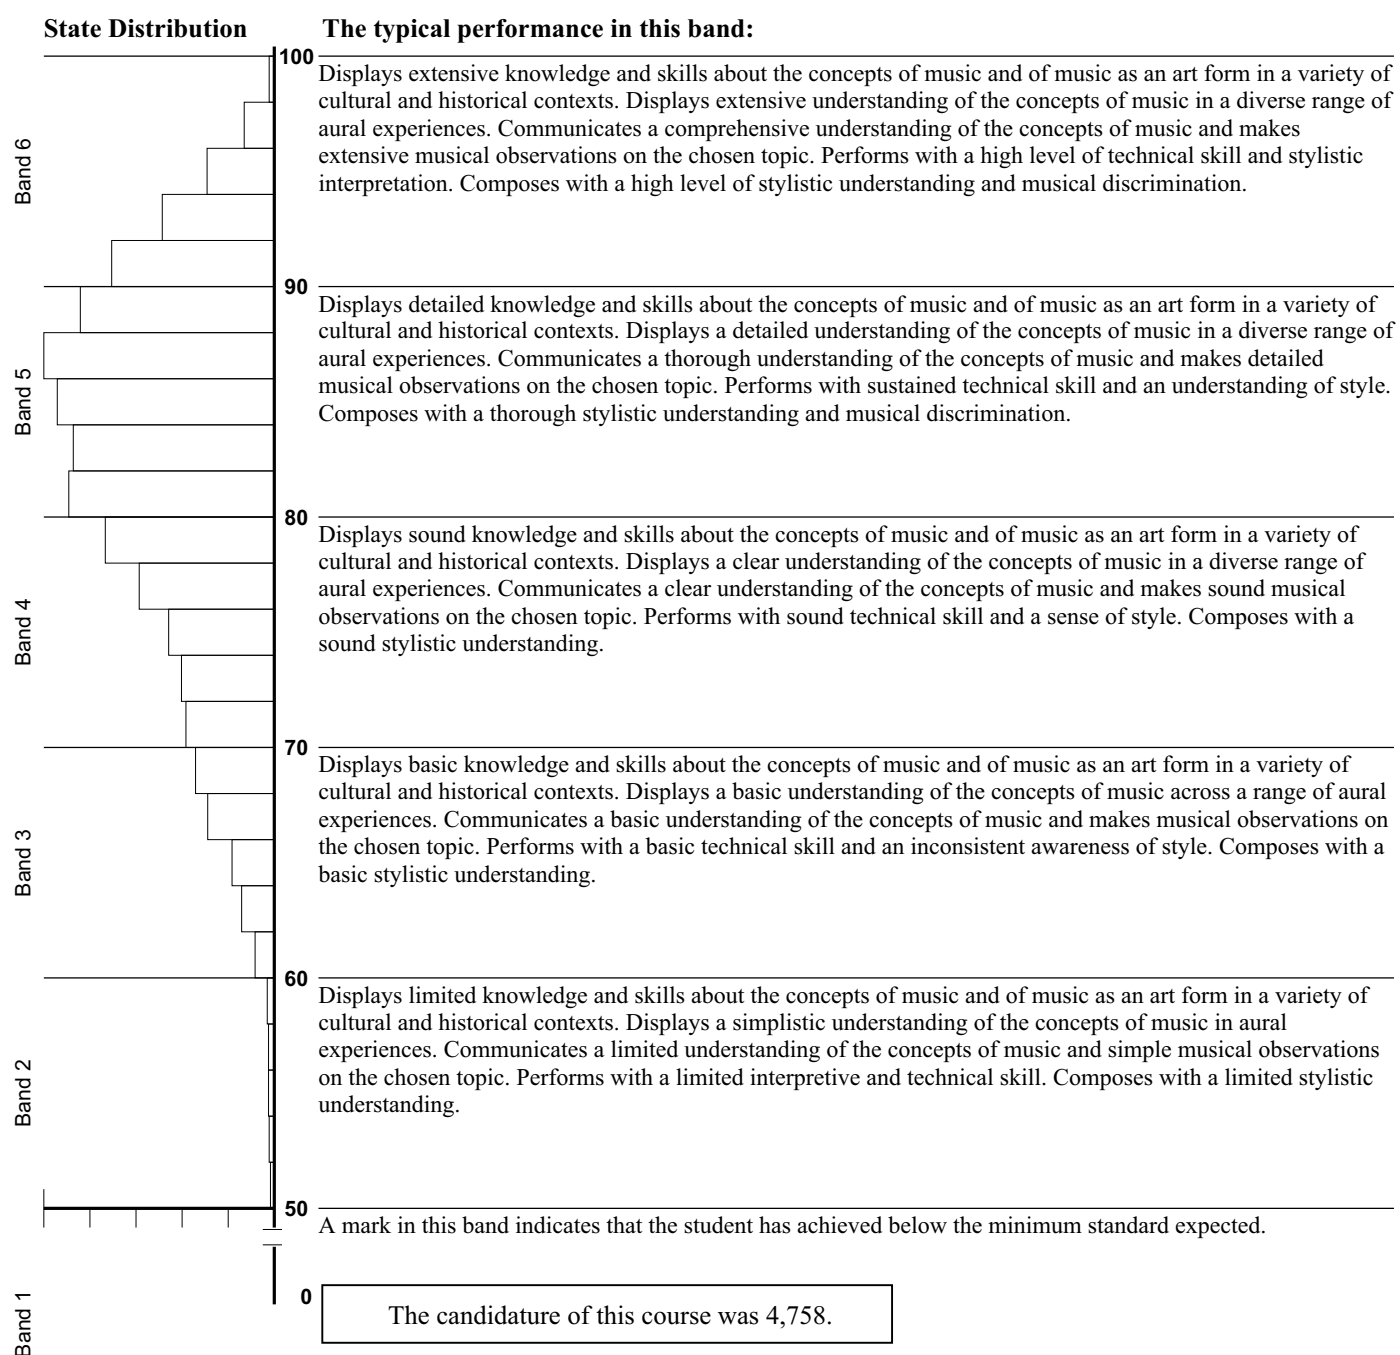 State Distribution
The typical performance in this band:
100
Band 6
Displays extensive knowledge and skills about the concepts of music and of music as an art form in a variety of
cultural and historical contexts. Displays extensive understanding of the concepts of music in a diverse range of
aural experiences. Communicates a comprehensive understanding of the concepts of music and makes
extensive musical observations on the chosen topic. Performs with a high level of technical skill and stylistic
interpretation. Composes with a high level of stylistic understanding and musical discrimination.
90
Band 5
Displays detailed knowledge and skills about the concepts of music and of music as an art form in a variety of
cultural and historical contexts. Displays a detailed understanding of the concepts of music in a diverse range of
aural experiences. Communicates a thorough understanding of the concepts of music and makes detailed
musical observations on the chosen topic. Performs with sustained technical skill and an understanding of style.
Composes with a thorough stylistic understanding and musical discrimination.
80
Band 4
Displays sound knowledge and skills about the concepts of music and of music as an art form in a variety of
cultural and historical contexts. Displays a clear understanding of the concepts of music in a diverse range of
aural experiences. Communicates a clear understanding of the concepts of music and makes sound musical
observations on the chosen topic. Performs with sound technical skill and a sense of style. Composes with a
sound stylistic understanding.
70
Band 3
Displays basic knowledge and skills about the concepts of music and of music as an art form in a variety of
cultural and historical contexts. Displays a basic understanding of the concepts of music across a range of aural
experiences. Communicates a basic understanding of the concepts of music and makes musical observations on
the chosen topic. Performs with a basic technical skill and an inconsistent awareness of style. Composes with a
basic stylistic understanding.
60
Band 2
Displays limited knowledge and skills about the concepts of music and of music as an art form in a variety of
cultural and historical contexts. Displays a simplistic understanding of the concepts of music in aural
experiences. Communicates a limited understanding of the concepts of music and simple musical observations
on the chosen topic. Performs with a limited interpretive and technical skill. Composes with a limited stylistic
understanding.
50
A mark in this band indicates that the student has achieved below the minimum standard expected.
Band 1
0
The candidature of this course was 4,758.